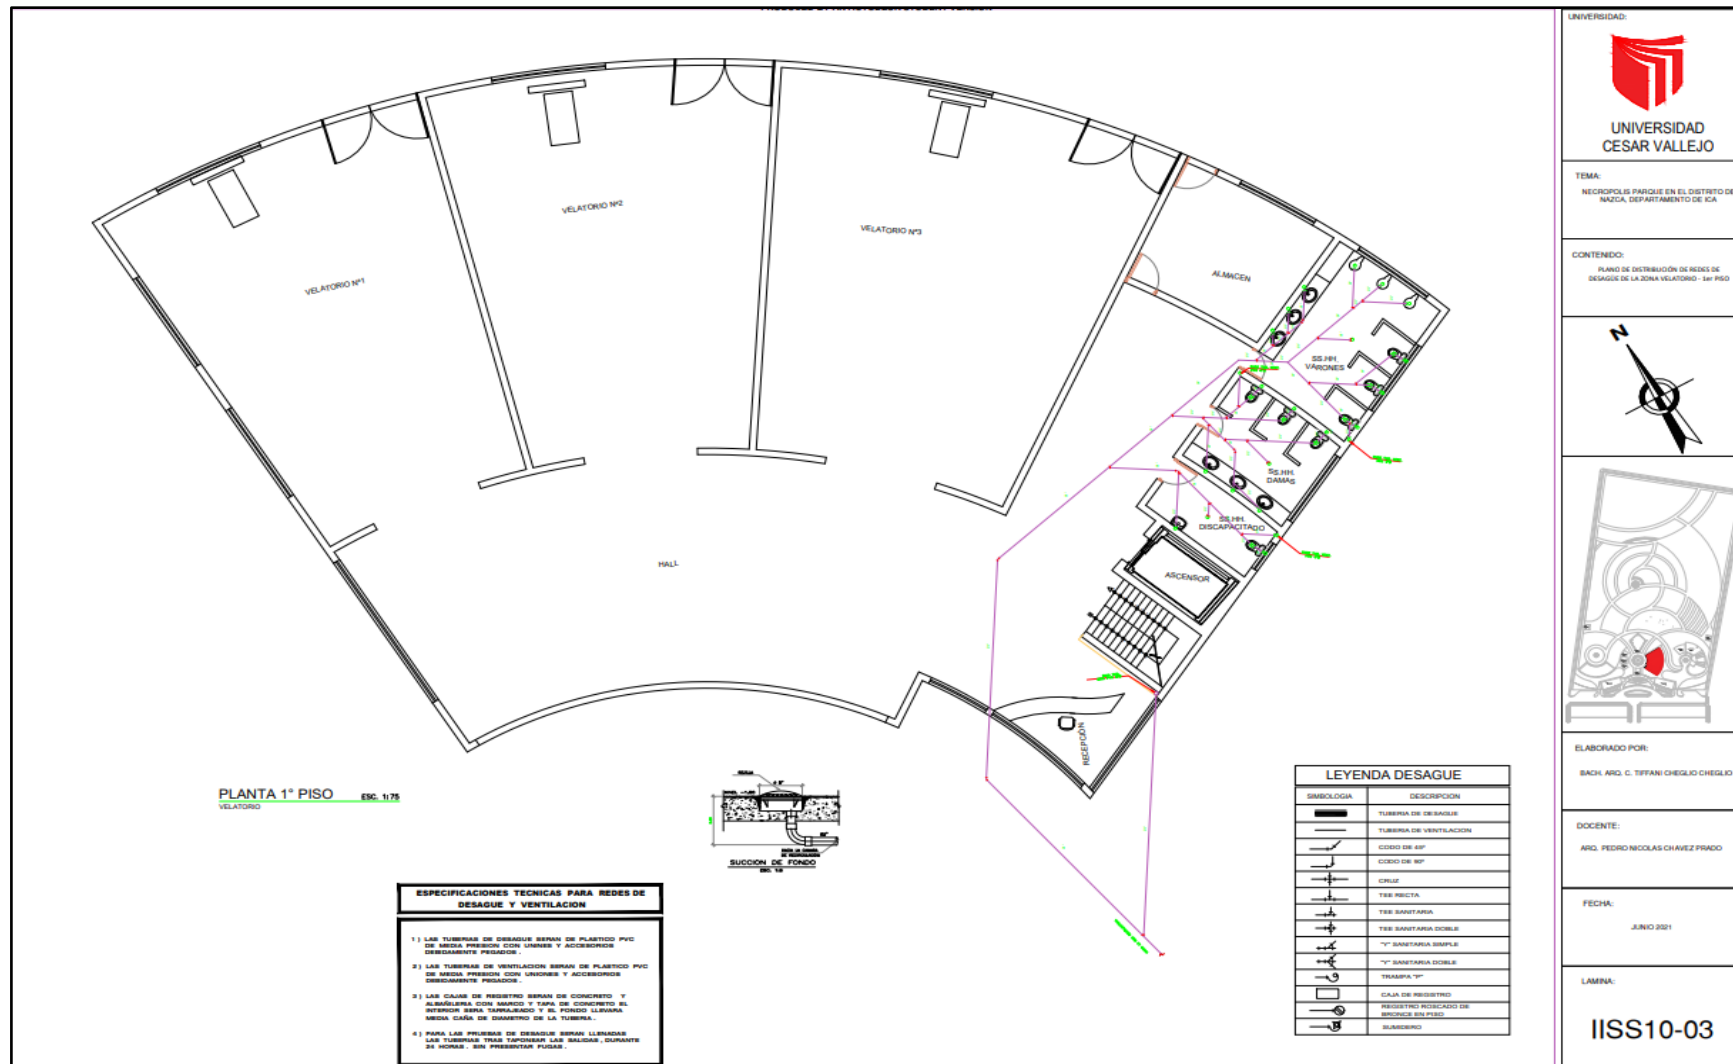 VELATORIO Nº1
VELATORIO Nº2
VELATORIO Nº3
ALMACEN
SS.HH.
VARONES
SS.HH.
DAMAS
SS.HH.
DISCAPACITADO
ASCENSOR
HALL
RECEPCIÓN
PLANTA 1° PISO ESC. 1:75
VELATORIO
SUCCION DE FONDO
ESPECIFICACIONES TECNICAS PARA REDES DE
DESAGUE Y VENTILACION
1 ) LAS TUBERIAS DE DESAGUE SERAN DE PLASTICO PVC
DE MEDIA PRESION CON UNINES Y ACCESORIOS
DEBIDAMENTE PEGADOS .
2 ) LAS TUBERIAS DE VENTILACION SERAN DE PLASTICO PVC
DE MEDIA PRESION CON UNIONES Y ACCESORIOS
DEBIDAMENTE PEGADOS .
3 ) LAS CAJAS DE REGISTRO SERAN DE CONCRETO Y
ALBAÑILERIA CON MARCO Y TAPA DE CONCRETO EL
INTERIOR SERA TARRAJEADO Y EL FONDO LLEVARA
MEDIA CAÑA DE DIAMETRO DE LA TUBERIA .
4 ) PARA LAS PRUEBAS DE DESAGUE SERAN LLENADAS
LAS TUBERIAS TRAS TAPONEAR LAS SALIDAS , DURANTE
24 HORAS . SIN PRESENTAR FUGAS .
LEYENDA DESAGUE
SIMBOLOGIA DESCRIPCION
TUBERIA DE DESAGUE
TUBERIA DE VENTILACION
CODO DE 45º
CODO DE 90º
CRUZ
TEE RECTA
TEE SANITARIA
TEE SANITARIA DOBLE
"Y" SANITARIA SIMPLE
"Y" SANITARIA DOBLE
TRAMPA "P"
CAJA DE REGISTRO
REGISTRO ROSCADO DE
BRONCE EN PISO
SUMIDERO
UNIVERSIDAD:
UNIVERSIDAD
CESAR VALLEJO
TEMA:
NECROPOLIS PARQUE EN EL DISTRITO DE
NAZCA, DEPARTAMENTO DE ICA
CONTENIDO:
PLANO DE DISTRIBUCIÓN DE REDES DE
DESAGÜE DE LA ZONA VELATORIO - 1er PISO
N
ELABORADO POR:
BACH. ARQ. C. TIFFANI CHEGLIO CHEGLIO
DOCENTE:
ARQ. PEDRO NICOLAS CHAVEZ PRADO
FECHA:
JUNIO 2021
LAMINA:
IISS10-03